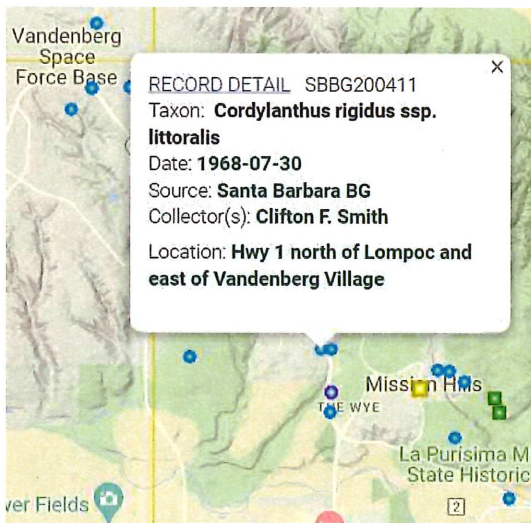 Vandenberg
Space
Force Base
RECORD DETAIL SBBG200411
Taxon: Cordylanthus rigidus ssp.
littoralis
Date: 1968-07-30
Source: Santa Barbara BG
Collector(s): Clifton F. Smith
Location: Hwy 1 north of Lompoc and
east of Vandenberg Village
Mission Hills
THE WYE
La Purisima M
State Historic
wer Fields
2